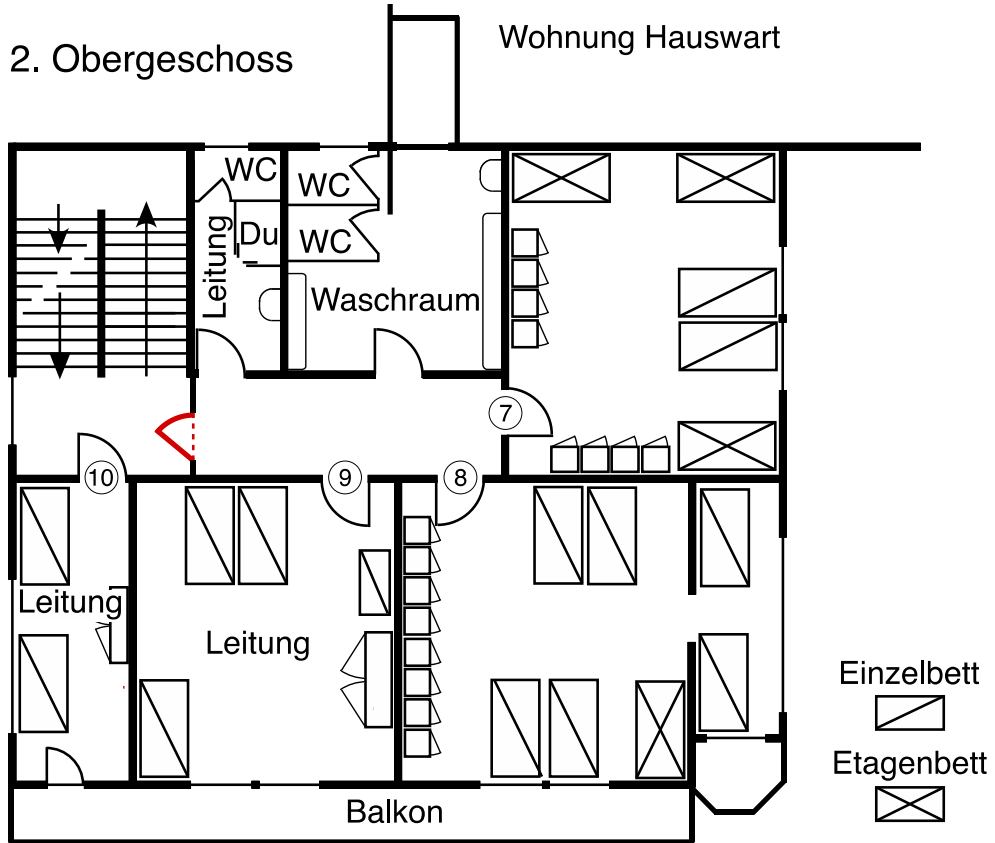 Wohnung Hauswart
2. Obergeschoss
WC
WC
Leitung
Du
WC
Waschraum
7
10
9
8
Leitung
Leitung
Einzelbett
Etagenbett
Balkon